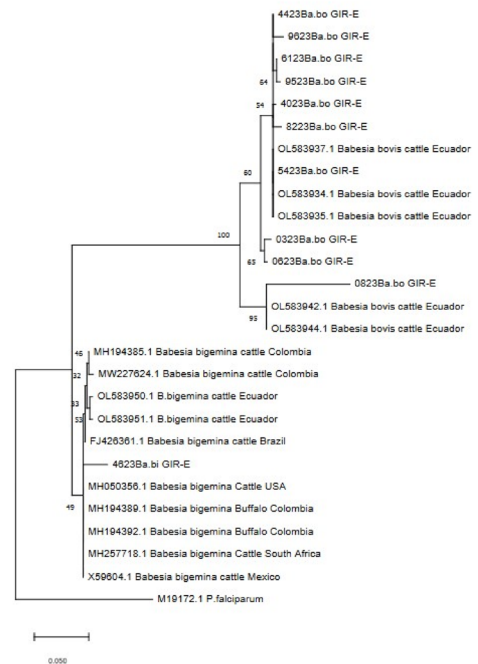 4423Ba.bo GIR-E
9623Ba.bo GIR-E
6123Ba.bo GIR-E
64
9523Ba.bo GIR-E
54
4023Ba.bo GIR-E
8223Ba.bo GIR-E
OL583937.1 Babesia bovis cattle Ecuador
60
5423Ba.bo GIR-E
OL583934.1 Babesia bovis cattle Ecuador
OL583935.1 Babesia bovis cattle Ecuador
100
0323Ba.bo GIR-E
65
0623Ba.bo GIR-E
0823Ba.bo GIR-E
OL583942.1 Babesia bovis cattle Ecuador
95
OL583944.1 Babesia bovis cattle Ecuador
46
MH194385.1 Babesia bigemina cattle Colombia
32
MW227624.1 Babesia bigemina cattle Colombia
OL583950.1 B.bigemina cattle Ecuador
33
53
OL583951.1 B.bigemina cattle Ecuador
FJ426361.1 Babesia bigemina cattle Brazil
4623Ba.bi GIR-E
MH050356.1 Babesia bigemina Cattle USA
49
MH194389.1 Babesia bigemina Buffalo Colombia
MH194392.1 Babesia bigemina Buffalo Colombia
MH257718.1 Babesia bigemina Cattle South Africa
X59604.1 Babesia bigemina cattle Mexico
M19172.1 P.falciparum
0.050